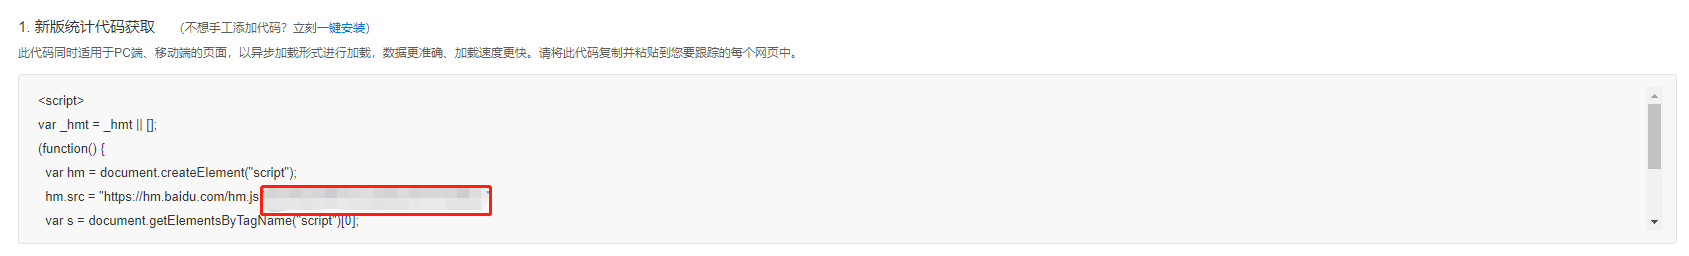 1. 新版统计代码获取 （不想手工添加代码？立刻一键安装）
此代码同时适用于PC端、移动端的页面，以异步加载形式进行加载，数据更准确、加载速度更快。请将此代码复制并粘贴到您要跟踪的每个网页中。
<script>
var _hmt = _hmt || [];
(function() {
var hm = document.createElement("script");
hm.src = "https://hm.baidu.com/hm.js
var s = document.getElementsByTagName("script")[0];